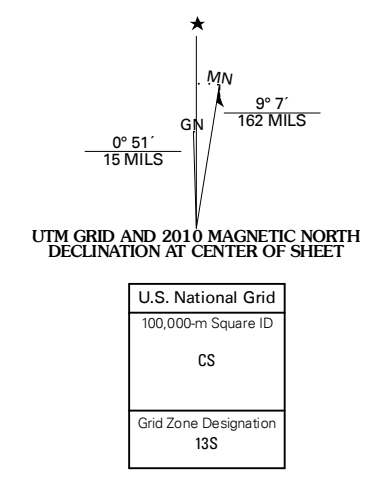 MN
9° 7´
162 MILS
GN
0° 51´
15 MILS
UTM GRID AND 2010 MAGNETIC NORTH
DECLINATION AT CENTER OF SHEET
U.S. National Grid
100,000-m Square ID
CS
Grid Zone Designation
13S